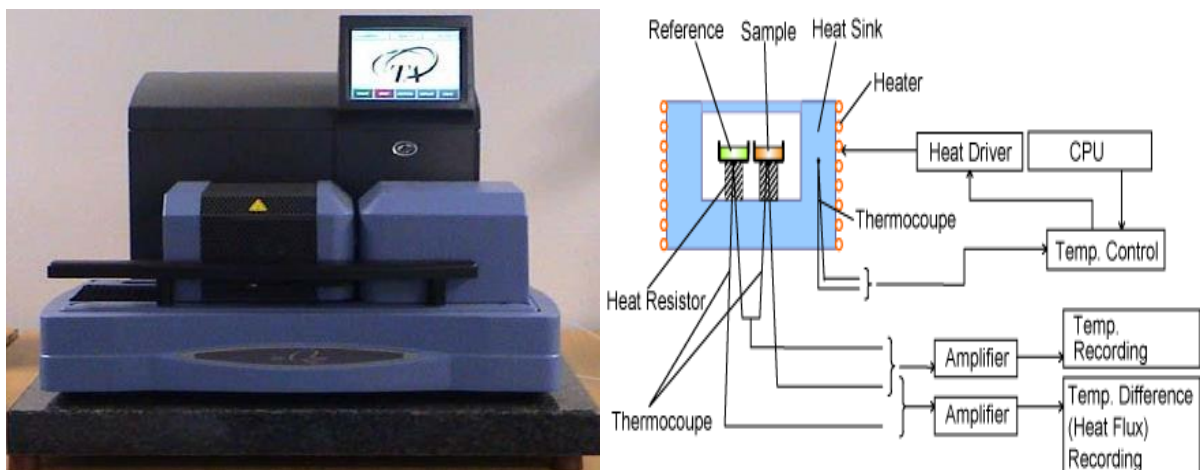 TA
Reference
Sample
Heat Sink
Heater
Heat Driver
CPU
Thermocoupe
Temp. Control
Heat Resistor
Temp.
Recording
Amplifier
Thermocoupe
Amplifier
Temp. Difference
(Heat Flux)
Recording